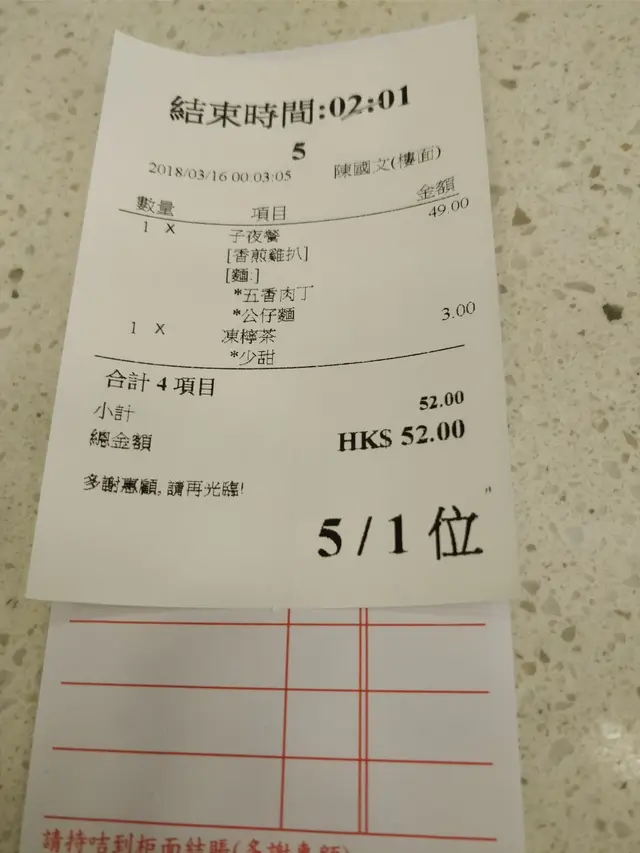 結束時間:02:01
5
2018/03/16 00:03:05 陳國文(樓面)
數量 項目 金額
1 X 子夜餐 49.00
[香煎雞扒]
[麵:]
*五香肉丁
*公仔麵
1 X 凍檸茶 3.00
*少甜
合計 4 項目
小計 52.00
總金額 HK$ 52.00
多謝惠顧, 請再光臨!
5 / 1 位
請持咭到柜面結賬(多謝惠顧)